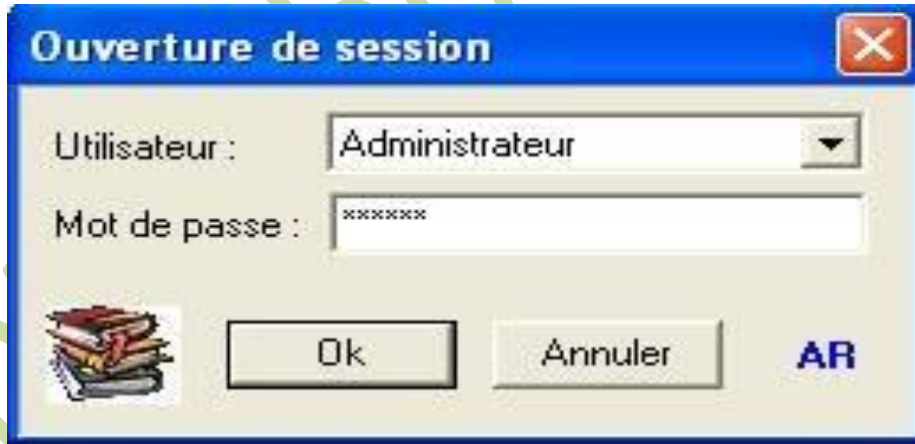 Ouverture de session
Utilisateur : Administrateur
Mot de passe : ******
Ok Annuler AR